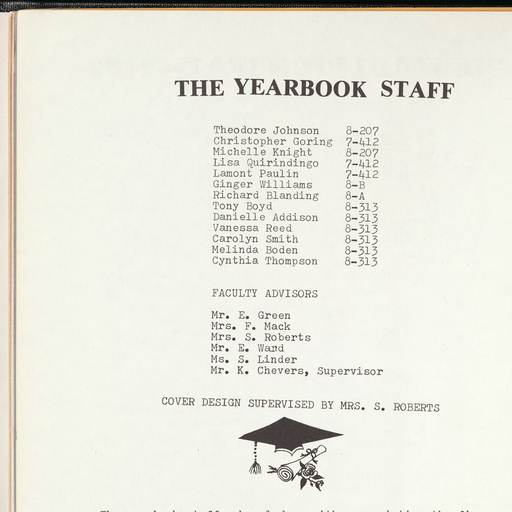 THE YEARBOOK STAFF
Theodore Johnson 8-207
Christopher Goring 7-412
Michelle Knight 8-207
Lisa Quirindingo 7-412
Lamont Paulin 7-412
Ginger Williams 8-B
Richard Blanding 8-A
Tony Boyd 8-313
Danielle Addison 8-313
Vanessa Reed 8-313
Carolyn Smith 8-313
Melinda Boden 8-313
Cynthia Thompson 8-313
FACULTY ADVISORS
Mr. E. Green
Mrs. F. Mack
Mrs. S. Roberts
Mr. E. Ward
Ms. S. Linder
Mr. K. Chevers, Supervisor
COVER DESIGN SUPERVISED BY MRS. S. ROBERTS